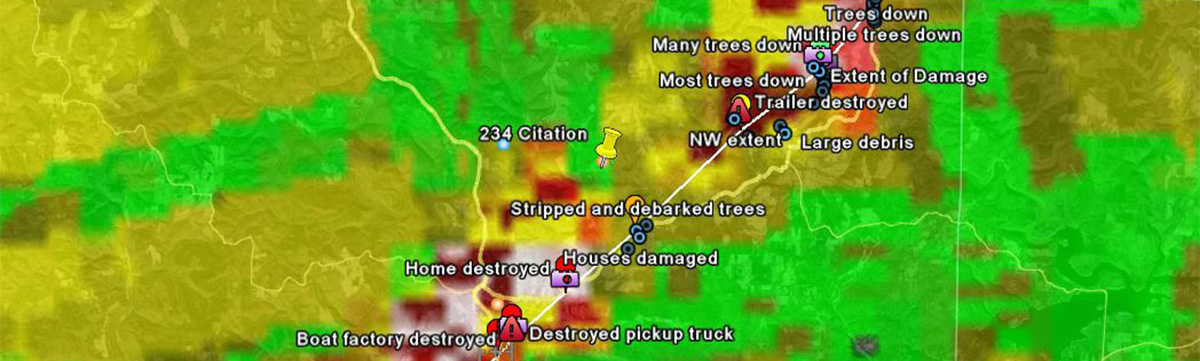 Trees down
Multiple trees down
Many trees down
Extent of Damage
Most trees down
Trailer destroyed
234 Citation
NW extent
Large debris
Stripped and debarked trees
Houses damaged
Home destroyed
Destroyed pickup truck
Boat factory destroyed